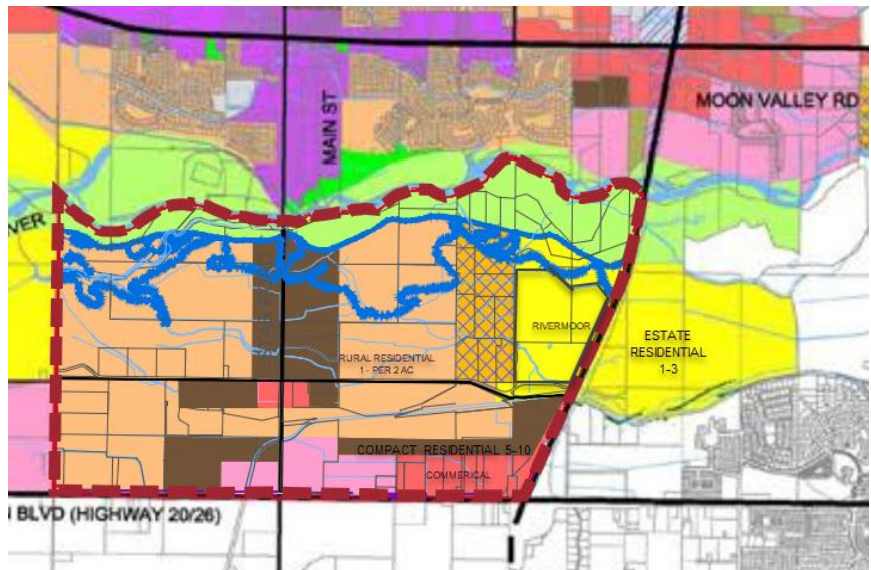 MAIN ST
MOON VALLEY RD
VER
RIVERMOOR
ESTATE
RESIDENTIAL
1-3
RURAL RESIDENTIAL
1 - PER 2 AC
COMPACT RESIDENTIAL 5-10
COMMERICAL
BLVD (HIGHWAY 20/26)